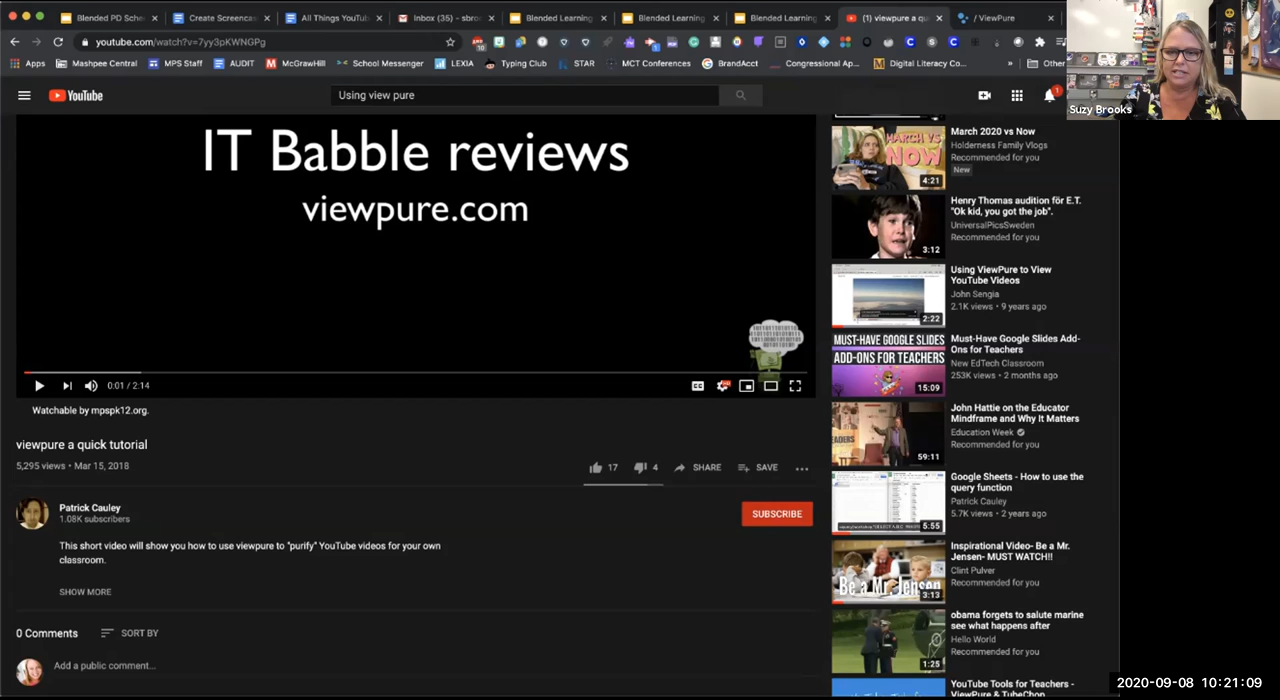 Blended PD Sche
Create Screencas
All Things YouTu
Inbox (35) - sbro
Blended Learning
Blended Learning
Blended Learning
(1) viewpure a qu
/ ViewPure
youtube.com/watch?v=7yy3pKWNGPg
Apps
Mashpee Central
MPS Staff
AUDIT
McGrawHill
School Messenger
LEXIA
Typing Club
STAR
MCT Conferences
BrandAcct
Congressional Ap...
Digital Literacy Co...
»
Other
Suzy Brooks
YouTube
Using view pure
1
IT Babble reviews
viewpure.com
0:01 / 2:14
Watchable by mpspk12.org.
viewpure a quick tutorial
5,295 views • Mar 15, 2018
17
4
SHARE
SAVE
Patrick Cauley
1.08K subscribers
SUBSCRIBE
This short video will show you how to use viewpure to "purify" YouTube videos for your own
classroom.
SHOW MORE
0 Comments
SORT BY
Add a public comment...
MARCH VS
NOW
4:21
March 2020 vs Now
Holderness Family Vlogs
Recommended for you
New
3:12
Henry Thomas audition för E.T.
"Ok kid, you got the job".
UniversalPicsSweden
Recommended for you
2:22
Using ViewPure to View
YouTube Videos
John Sengia
2.1K views • 9 years ago
MUST-HAVE GOOGLE SLIDES
ADD-ONS FOR TEACHERS
15:09
Must-Have Google Slides Add-
Ons for Teachers
New EdTech Classroom
253K views • 2 months ago
59:11
John Hattie on the Educator
Mindframe and Why It Matters
Education Week
Recommended for you
5:55
Google Sheets - How to use the
query function
Patrick Cauley
5.7K views • 2 years ago
Be a Mr. Jensen
3:13
Inspirational Video- Be a Mr.
Jensen- MUST WATCH!!
Clint Pulver
Recommended for you
1:25
obama forgets to salute marine
see what happens after
Hello World
Recommended for you
YouTube Tools for Teachers -
ViewPure & TubeChop
2020-09-08 10:21:09